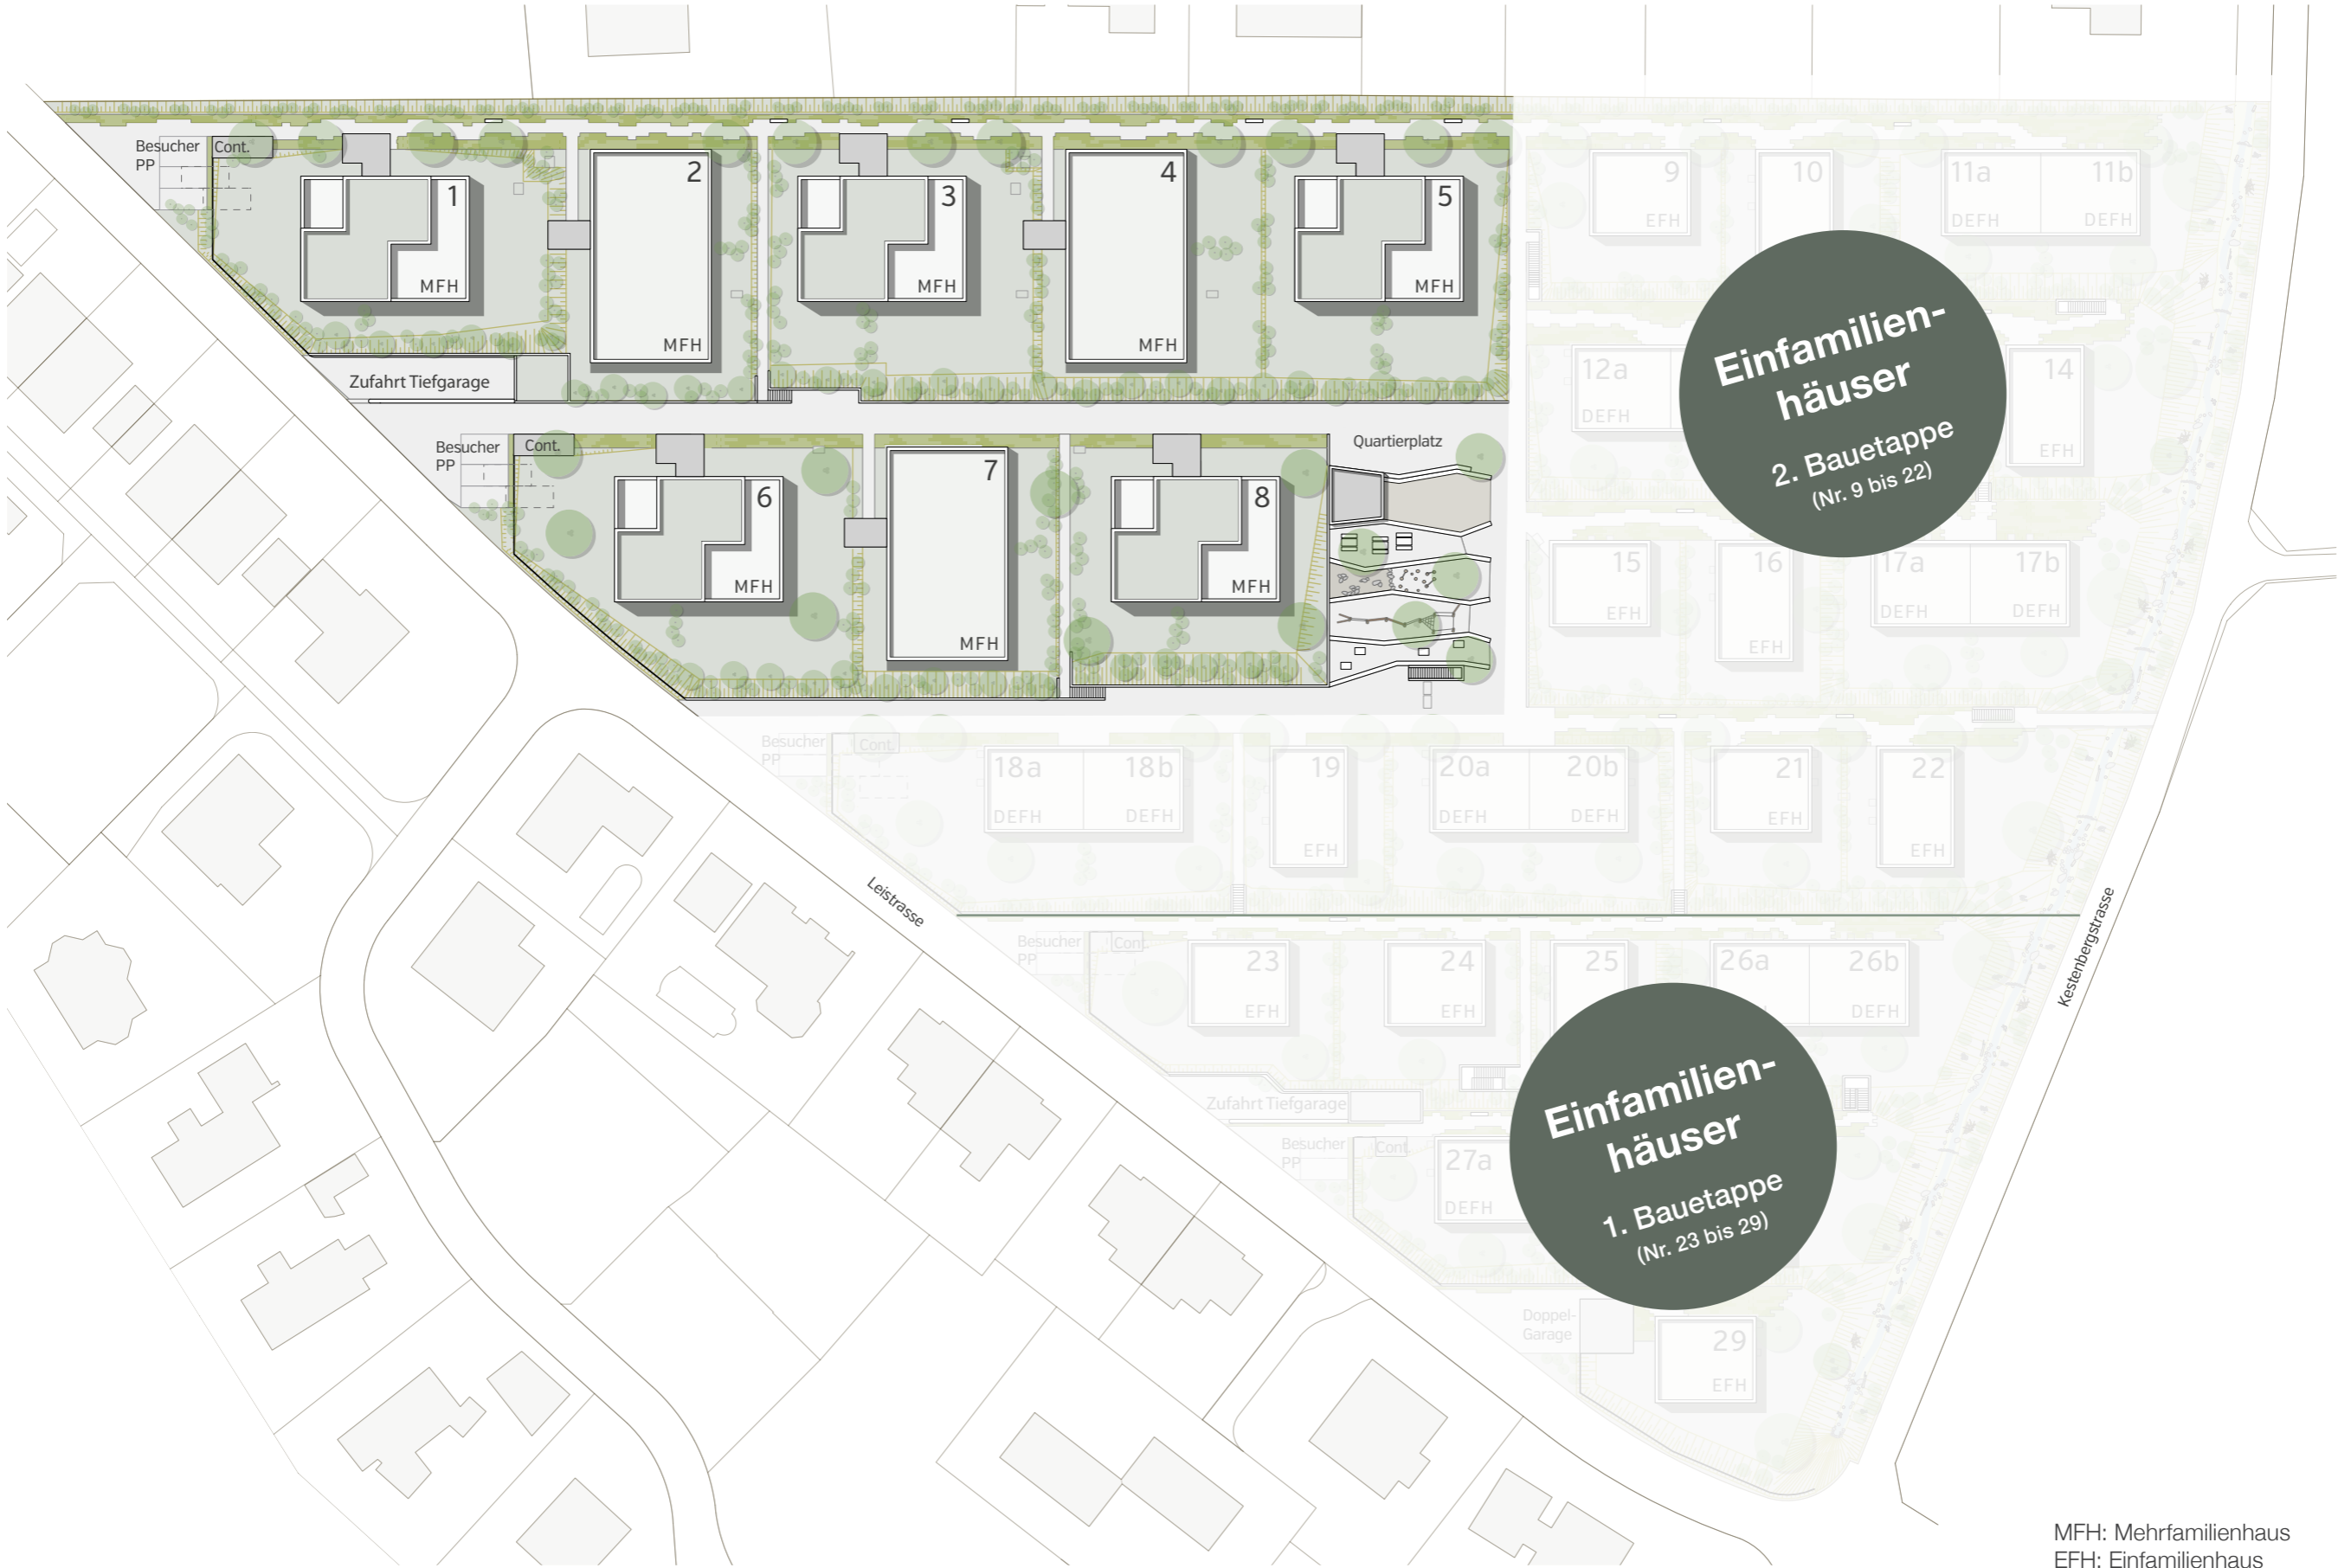 Besucher
PP
Cont.
1
MFH
2
MFH
3
MFH
4
MFH
5
MFH
Zufahrt Tiefgarage
Besucher
PP
Cont.
6
MFH
7
MFH
8
MFH
Quartierplatz
9
EFH
10
11a
DEFH
11b
DEFH
12a
DEFH
14
EFH
Einfamilien-
häuser
2. Bauetappe
(Nr. 9 bis 22)
15
EFH
16
EFH
17a
DEFH
17b
DEFH
Besucher
PP
Cont.
18a
DEFH
18b
DEFH
19
EFH
20a
DEFH
20b
DEFH
21
EFH
22
EFH
Leistrasse
Kestenbergstrasse
Besucher
PP
Cont.
23
EFH
24
EFH
25
26a
26b
DEFH
Zufahrt Tiefgarage
Besucher
PP
Cont.
27a
DEFH
Einfamilien-
häuser
1. Bauetappe
(Nr. 23 bis 29)
Doppel-
Garage
29
EFH
MFH: Mehrfamilienhaus
EFH: Einfamilienhaus